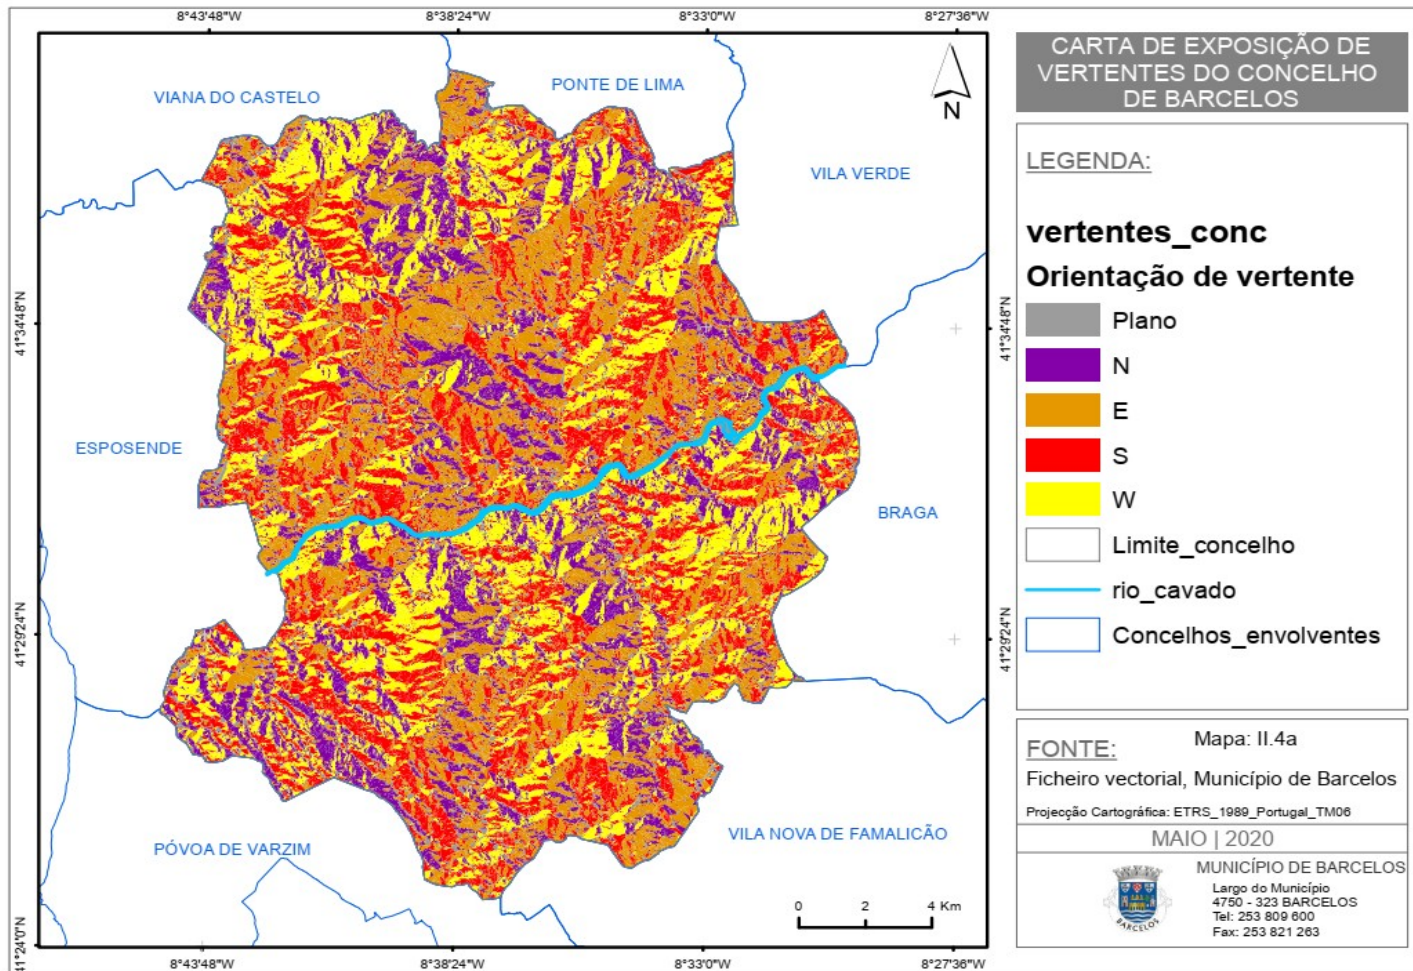 8°43'48"W
8°38'24"W
8°33'0"W
8°27'36"W
VIANA DO CASTELO
PONTE DE LIMA
VILA VERDE
N
41°34'48"N
41°34'48"N
ESPOSENDE
BRAGA
41°29'24"N
41°29'24"N
PÓVOA DE VARZIM
VILA NOVA DE FAMALICÃO
0 2 4 Km
41°24'0"N
8°43'48"W
8°38'24"W
8°33'0"W
8°27'36"W
CARTA DE EXPOSIÇÃO DE
VERTENTES DO CONCELHO
DE BARCELOS
LEGENDA:
vertentes_conc
Orientação de vertente
Plano
N
E
S
W
Limite_concelho
rio_cavado
Concelhos_envolventes
FONTE:
Mapa: II.4a
Ficheiro vectorial, Município de Barcelos
Projecção Cartográfica: ETRS_1989_Portugal_TM06
MAIO | 2020
MUNICÍPIO DE BARCELOS
Largo do Município
4750 - 323 BARCELOS
Tel: 253 809 600
Fax: 253 821 263
BARCELOS